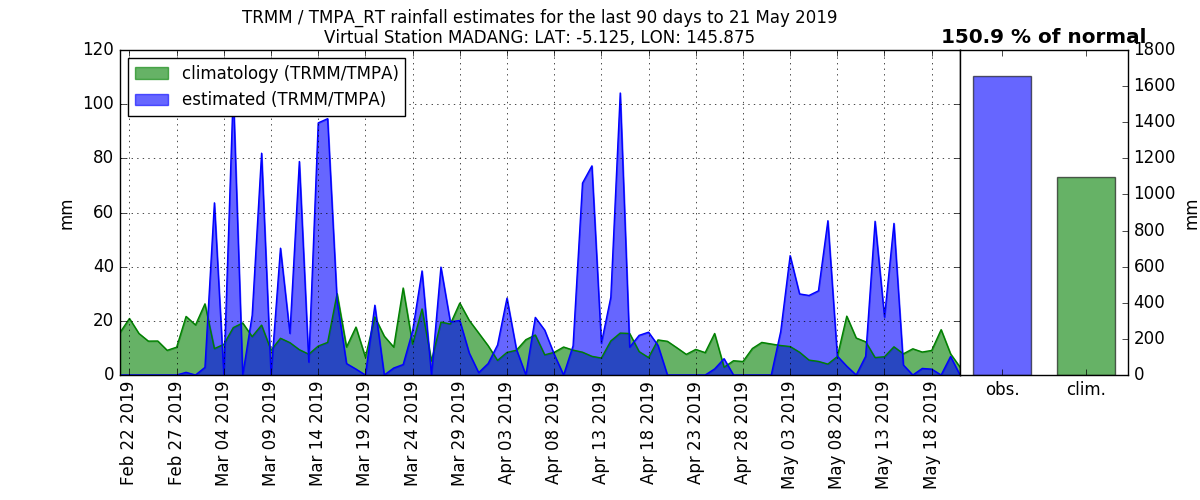 TRMM / TMPA_RT rainfall estimates for the last 90 days to 21 May 2019
Virtual Station MADANG: LAT: -5.125, LON: 145.875
150.9 % of normal
climatology (TRMM/TMPA)
estimated (TRMM/TMPA)
120
100
80
60
40
20
0
mm
1800
1600
1400
1200
1000
800
600
400
200
0
mm
Feb 22 2019
Feb 27 2019
Mar 04 2019
Mar 09 2019
Mar 14 2019
Mar 19 2019
Mar 24 2019
Mar 29 2019
Apr 03 2019
Apr 08 2019
Apr 13 2019
Apr 18 2019
Apr 23 2019
Apr 28 2019
May 03 2019
May 08 2019
May 13 2019
May 18 2019
obs.
clim.